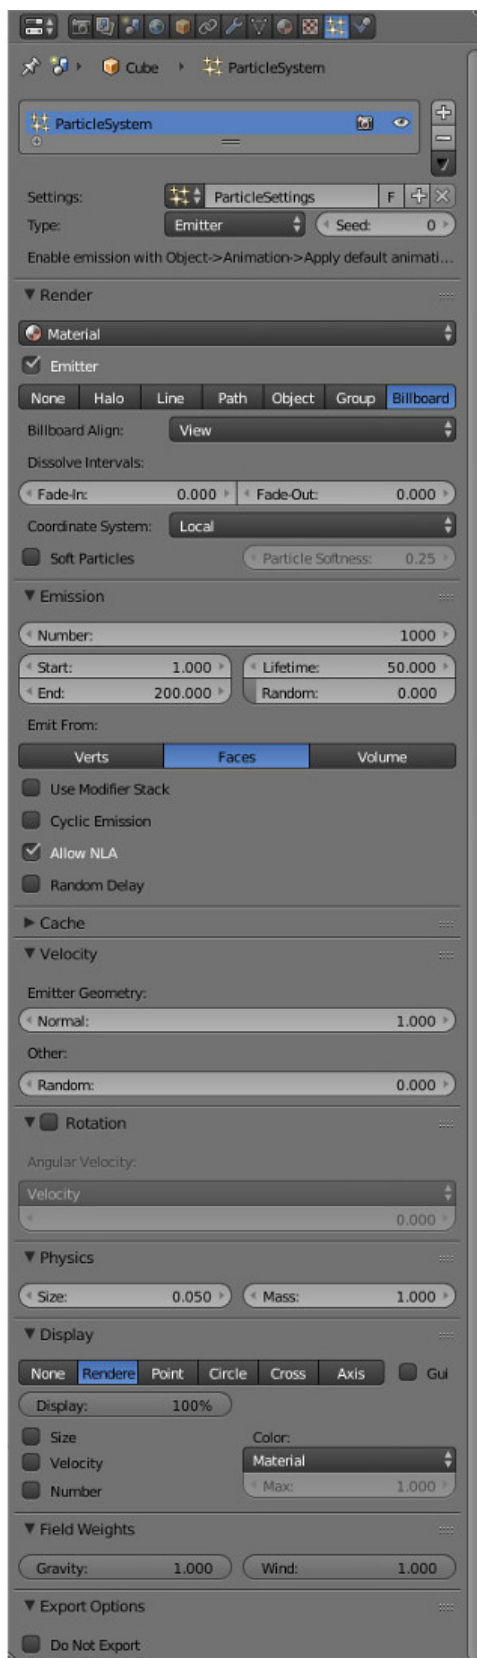 Cube ParticleSystem
ParticleSystem
Settings: ParticleSettings F
Type: Emitter Seed: 0
Enable emission with Object->Animation->Apply default animati...
Render
Material
Emitter
None Halo Line Path Object Group Billboard
Billboard Align: View
Dissolve Intervals:
Fade-In: 0.000 Fade-Out: 0.000
Coordinate System: Local
Soft Particles Particle Softness: 0.25
Emission
Number: 1000
Start: 1.000 Lifetime: 50.000
End: 200.000 Random: 0.000
Emit From:
Verts Faces Volume
Use Modifier Stack
Cyclic Emission
Allow NLA
Random Delay
Cache
Velocity
Emitter Geometry:
Normal: 1.000
Other:
Random: 0.000
Rotation
Angular Velocity:
Velocity
0.000
Physics
Size: 0.050 Mass: 1.000
Display
None Rendere Point Circle Cross Axis Gui
Display: 100%
Size Color:
Velocity Material
Number Max: 1.000
Field Weights
Gravity: 1.000 Wind: 1.000
Export Options
Do Not Export